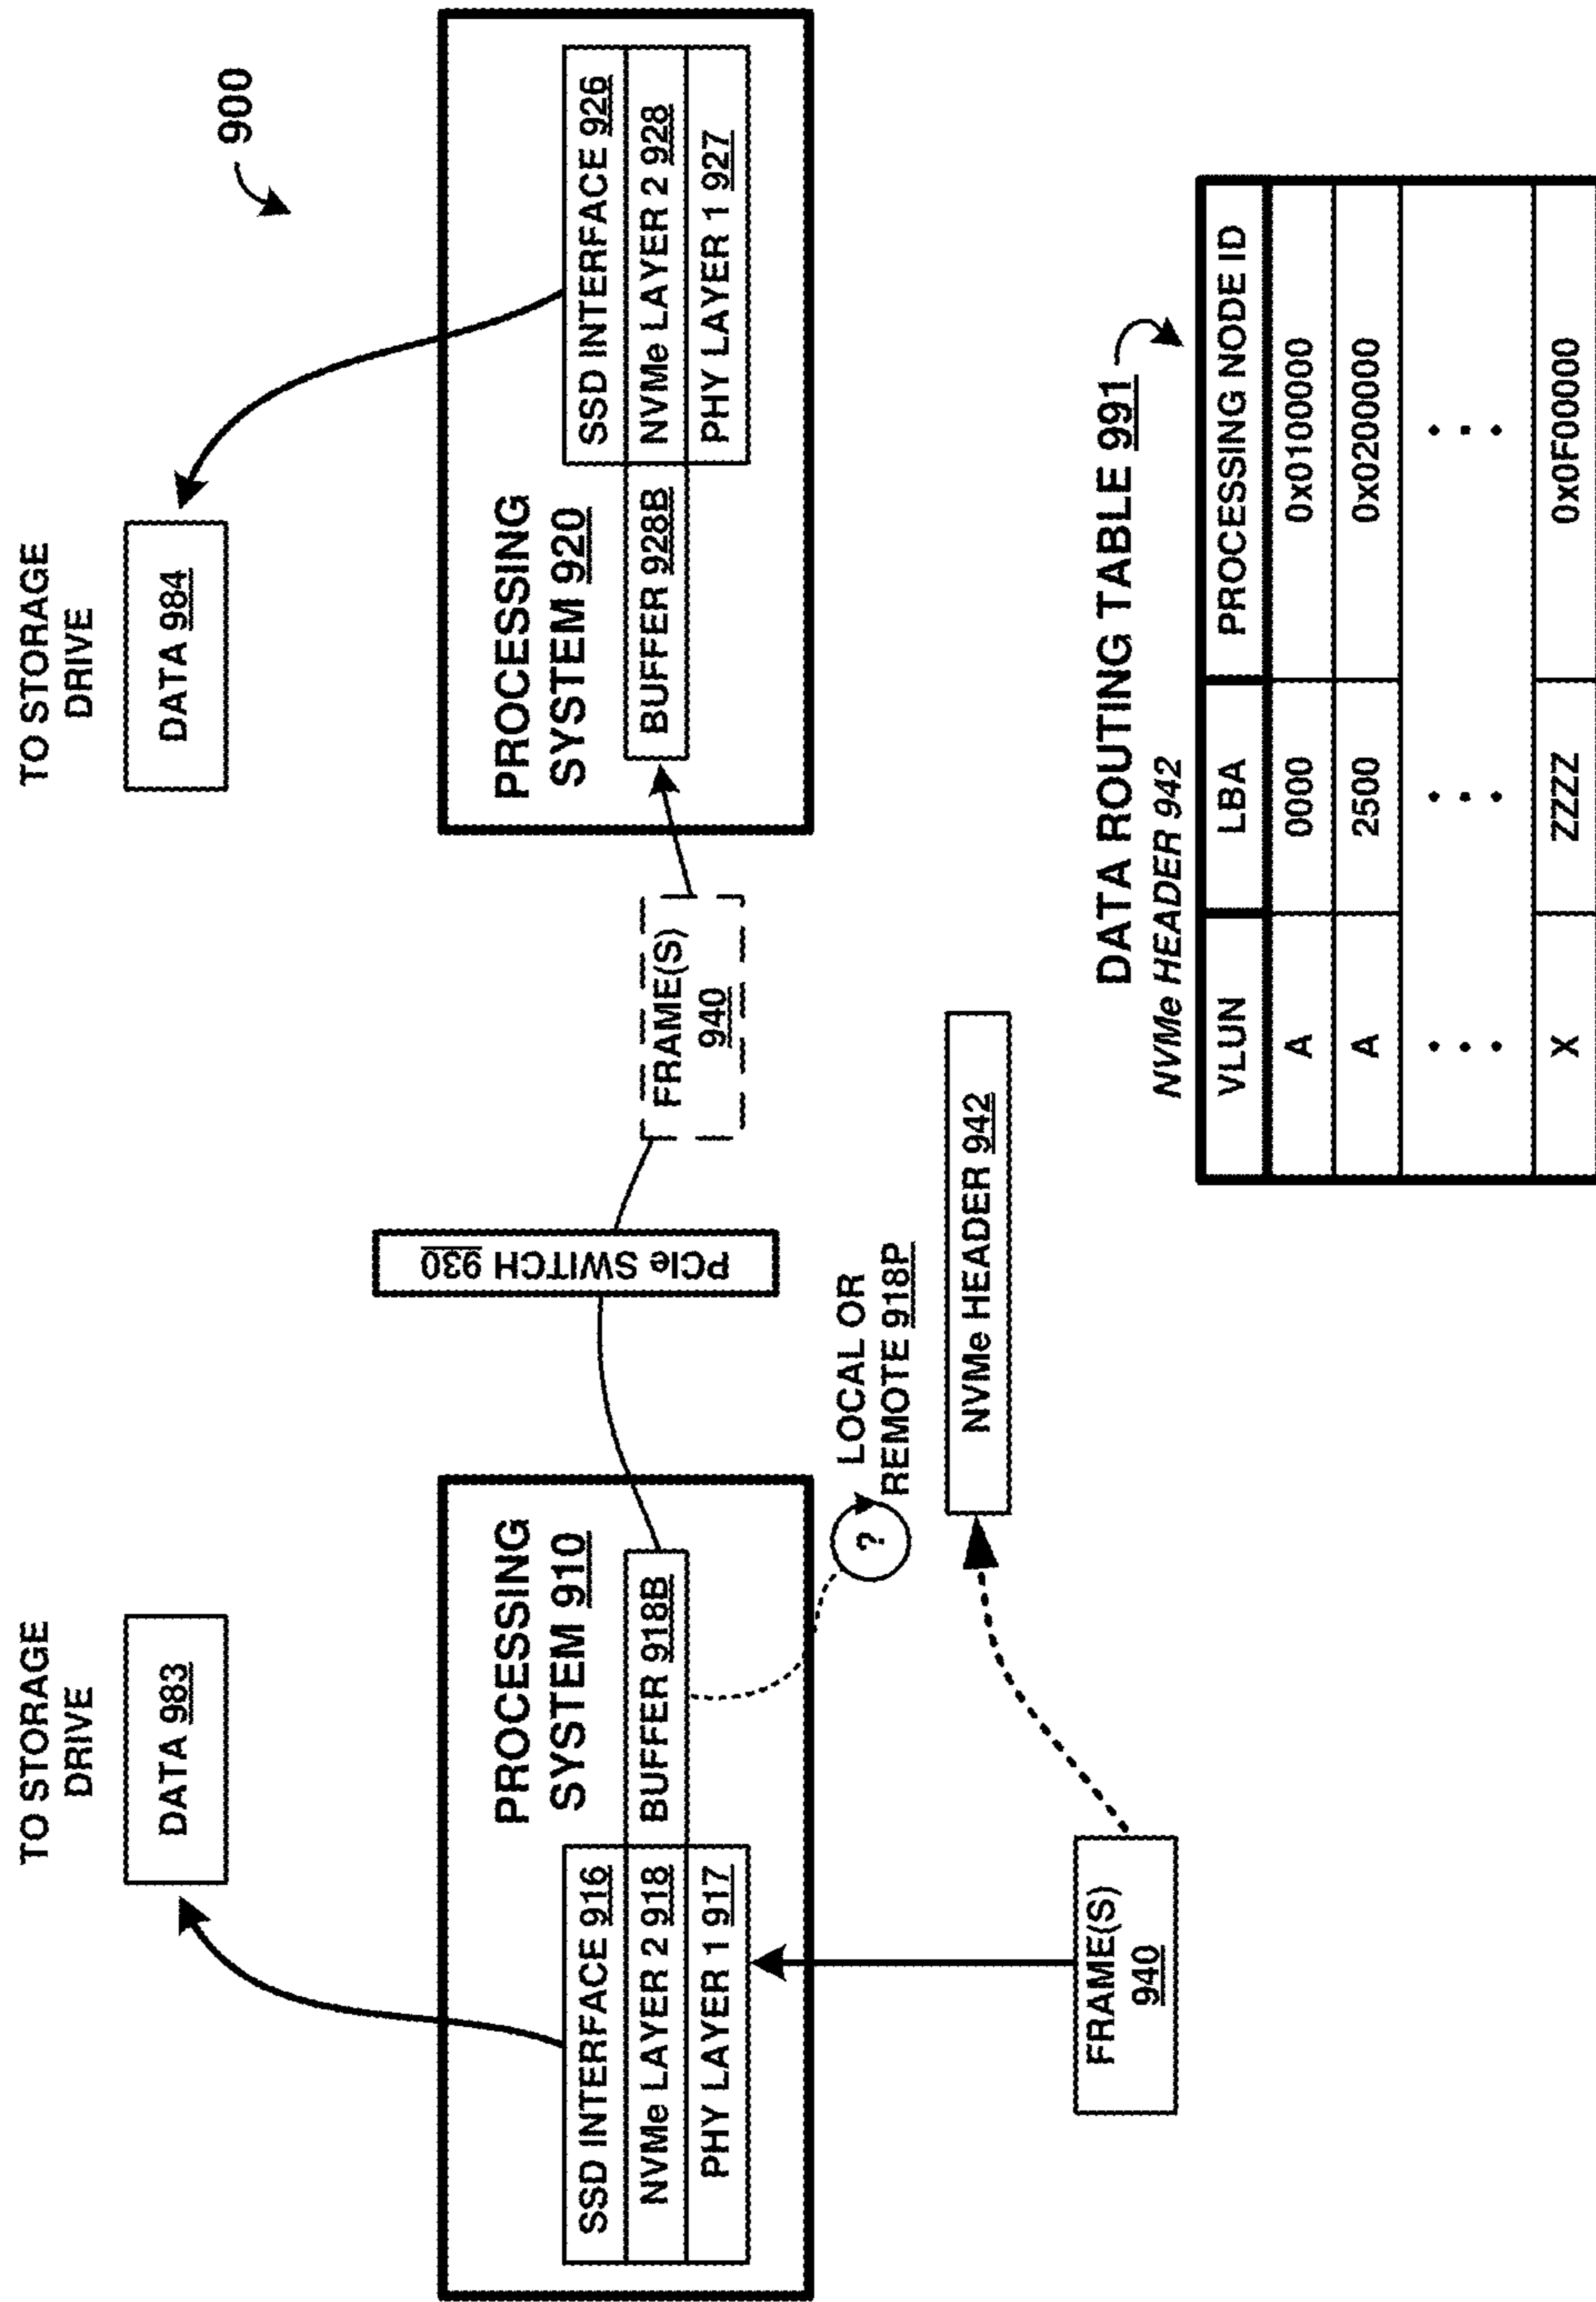 900
TO STORAGE
DRIVE
DATA 983
TO STORAGE
DRIVE
DATA 984
PROCESSING
SYSTEM 910
SSD INTERFACE 916
NVMe LAYER 2 918
BUFFER 918B
PHY LAYER 1 917
PCIe SWITCH 930
FRAME(S)
940
PROCESSING
SYSTEM 920
BUFFER 928B
SSD INTERFACE 926
NVMe LAYER 2 928
PHY LAYER 1 927
?
LOCAL OR
REMOTE 918P
NVMe HEADER 942
FRAME(S)
940
DATA ROUTING TABLE 991
NVMe HEADER 942
VLUN LBA PROCESSING NODE ID
A 0000 0x0100000
A 2500 0x0200000
X ZZZZ 0x0F00000